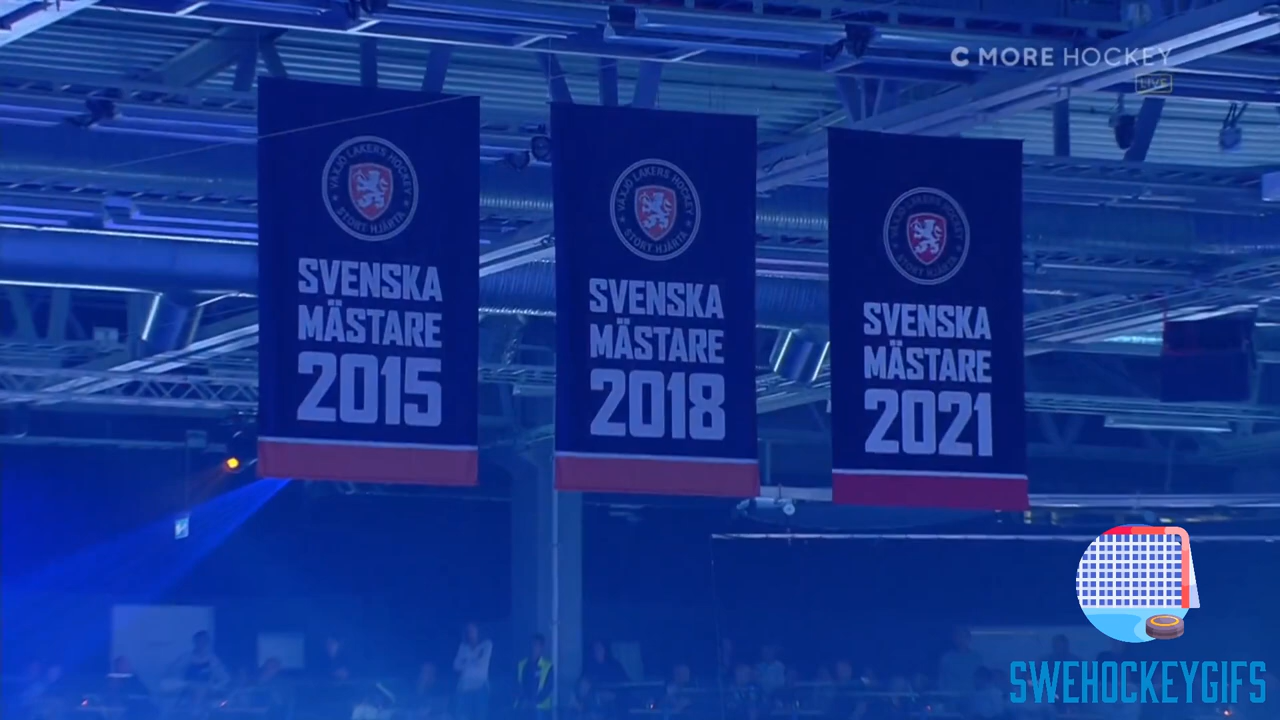 C MORE HOCKEY
LIVE
VÄXJÖ LAKERS HOCKEY
STORT HJÄRTA
SVENSKA
MÄSTARE
2015
VÄXJÖ LAKERS HOCKEY
STORT HJÄRTA
SVENSKA
MÄSTARE
2018
VÄXJÖ LAKERS HOCKEY
STORT HJÄRTA
SVENSKA
MÄSTARE
2021
SWEHOCKEYGIFS